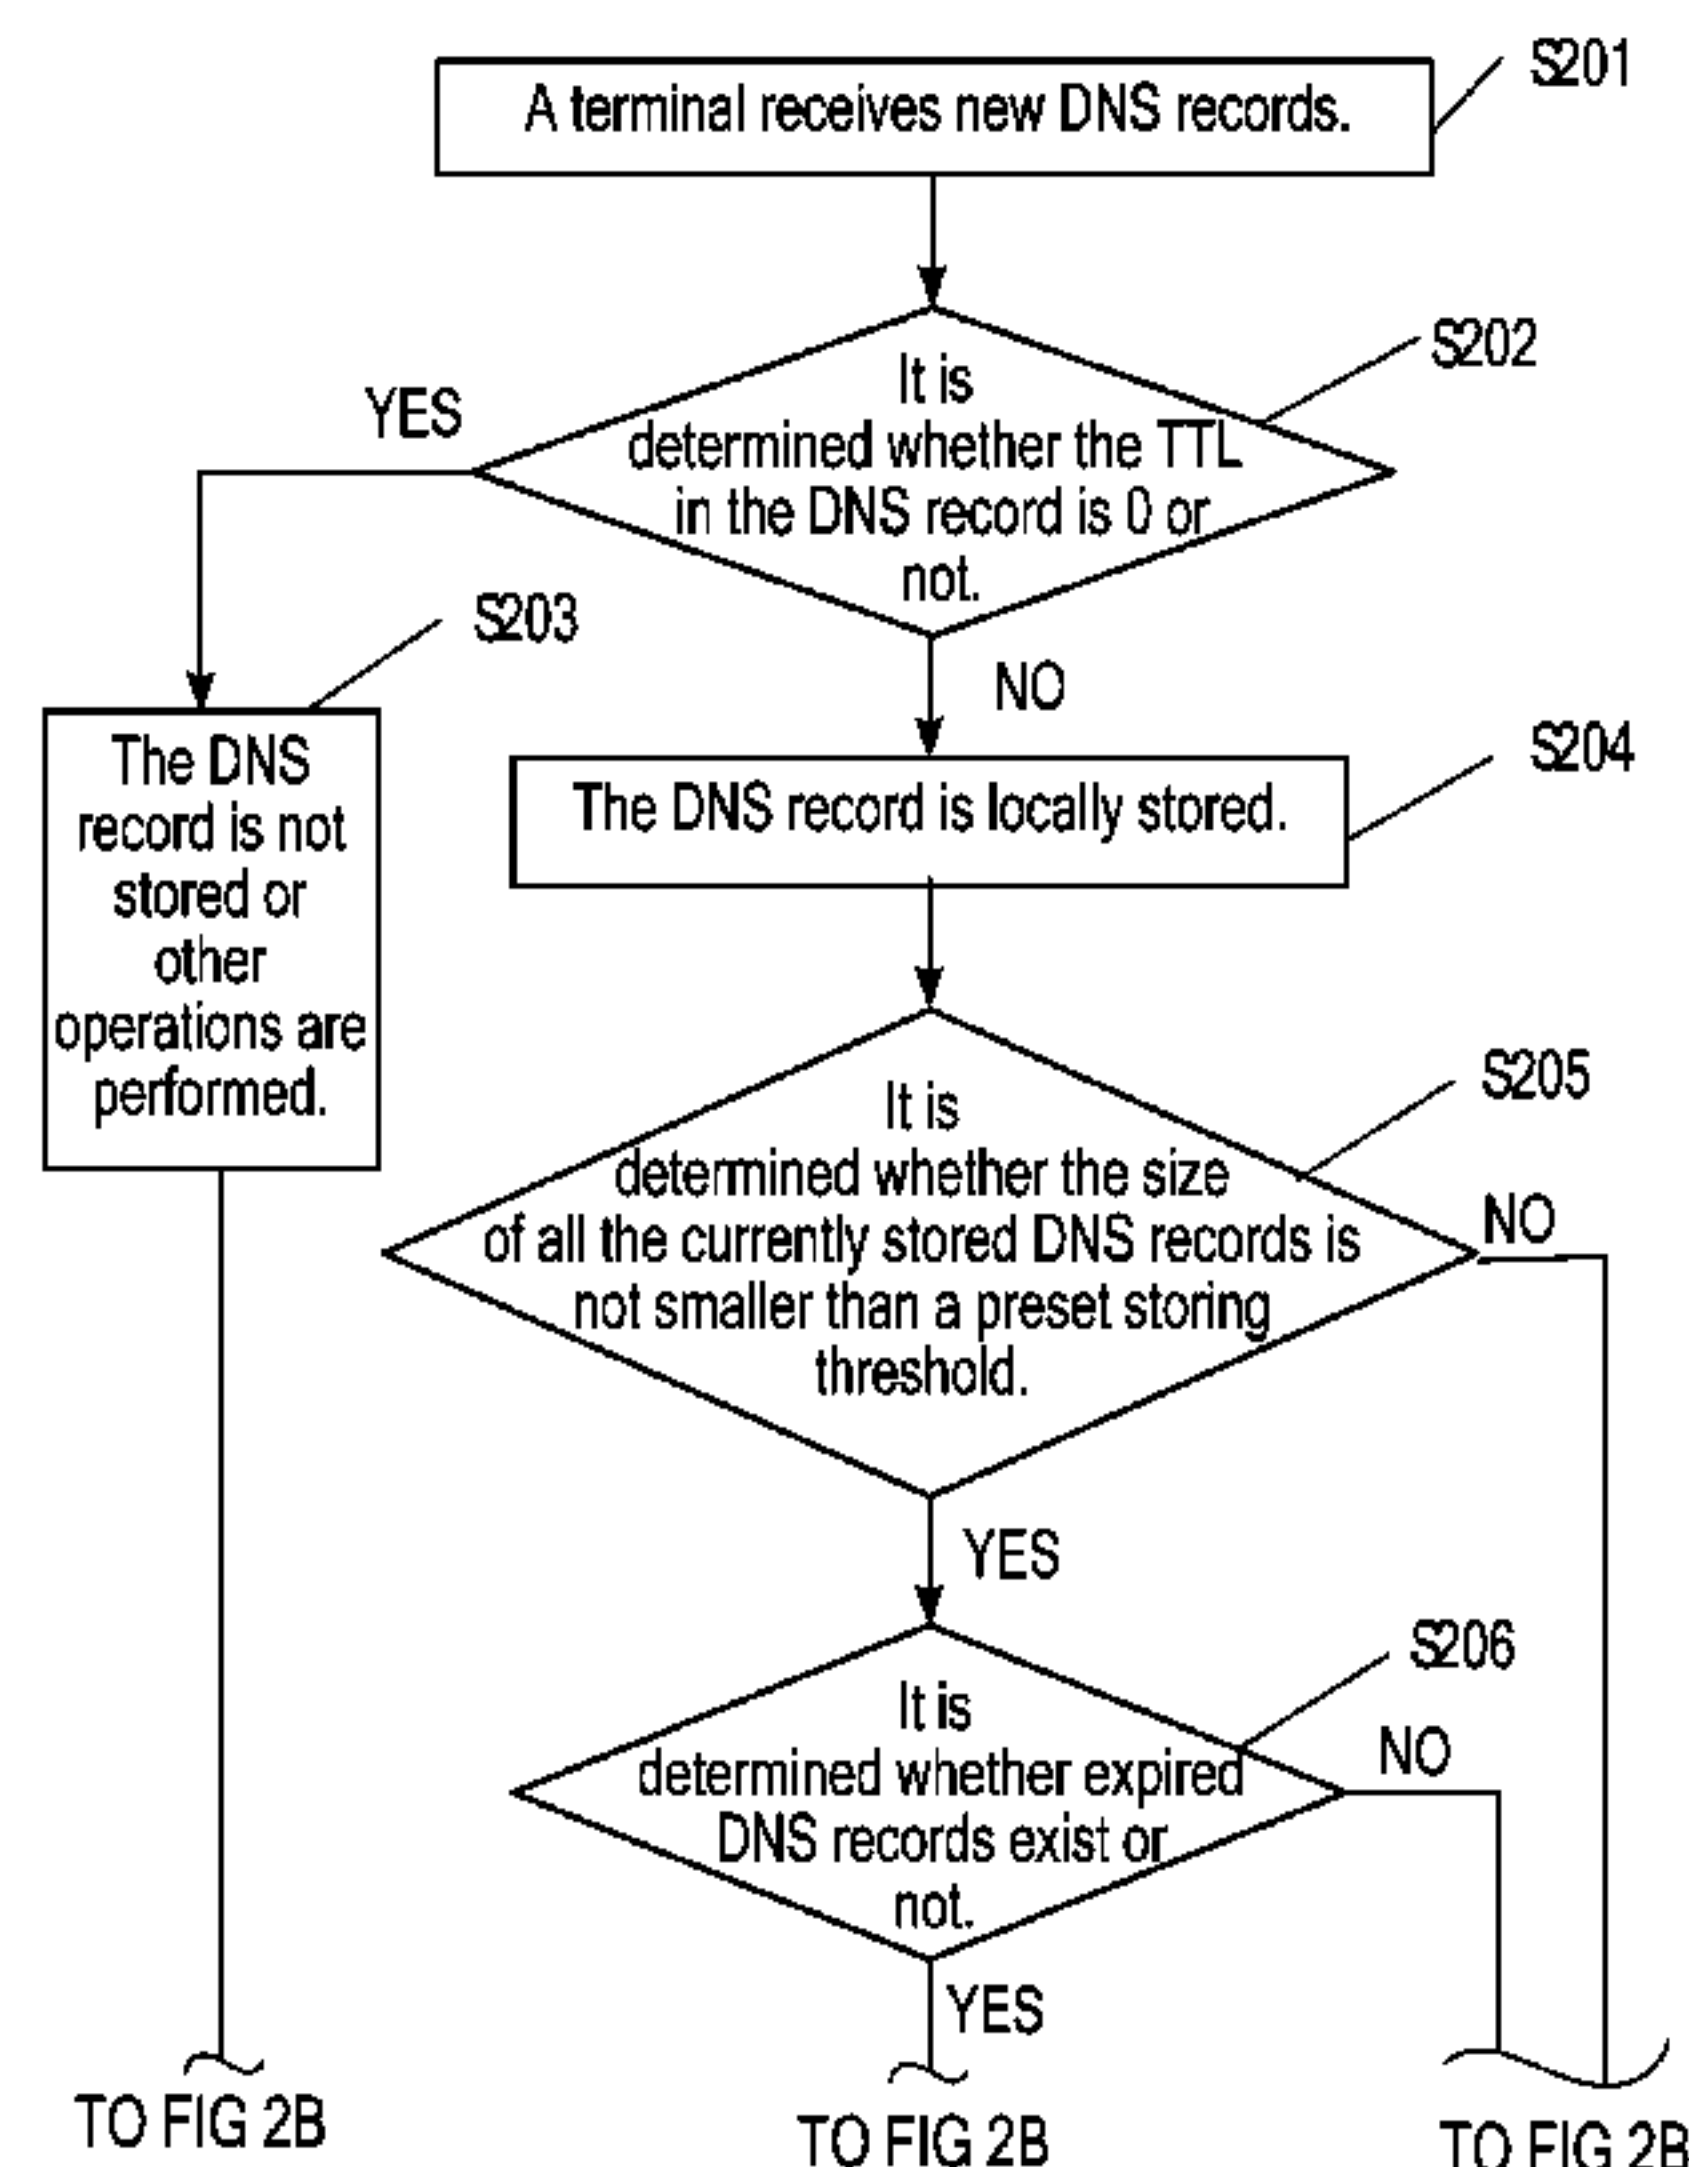 S201
A terminal receives new DNS records.
S202
YES
It is
determined whether the TTL
in the DNS record is 0 or
not.
S203
NO
The DNS
record is not
stored or
other
operations are
performed.
S204
The DNS record is locally stored.
S205
It is
determined whether the size
of all the currently stored DNS records is
not smaller than a preset storing
threshold.
NO
YES
S206
It is
determined whether expired
DNS records exist or
not.
NO
YES
TO FIG 2B
TO FIG 2B
TO FIG 2B